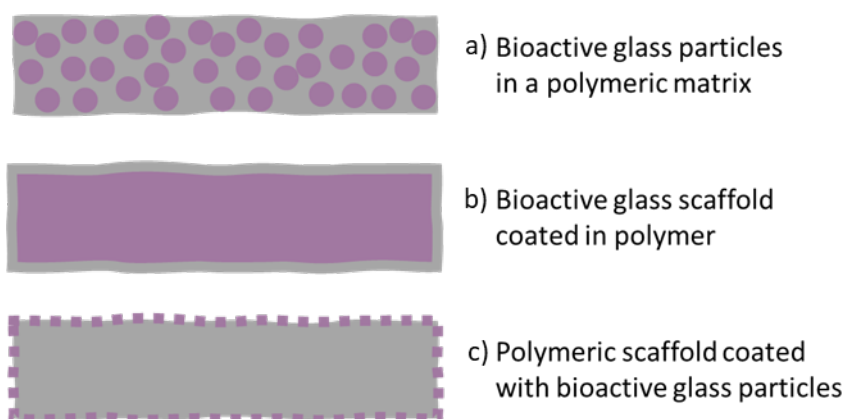 a) Bioactive glass particles
in a polymeric matrix
b) Bioactive glass scaffold
coated in polymer
c) Polymeric scaffold coated
with bioactive glass particles